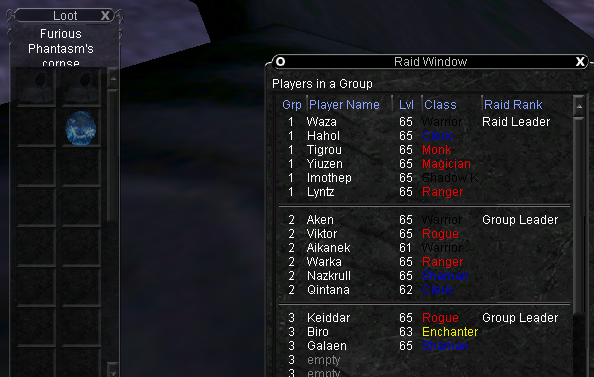 Loot X
Furious
Phantasm's
corpse
O Raid Window X
Players in a Group
Grp Player Name Lvl Class Raid Rank
1 Waza 65 Warrior Raid Leader
1 Hahol 65 Cleric
1 Tigrou 65 Monk
1 Yiuzen 65 Magician
1 Imothep 65 Shadow K
1 Lyntz 65 Ranger
2 Aken 65 Warrior Group Leader
2 Viktor 65 Rogue
2 Aikanek 61 Warrior
2 Warka 65 Ranger
2 Nazkrull 65 Shaman
2 Qintana 62 Cleric
3 Keiddar 65 Rogue Group Leader
3 Biro 63 Enchanter
3 Galaen 65 Shaman
3 empty
3 empty